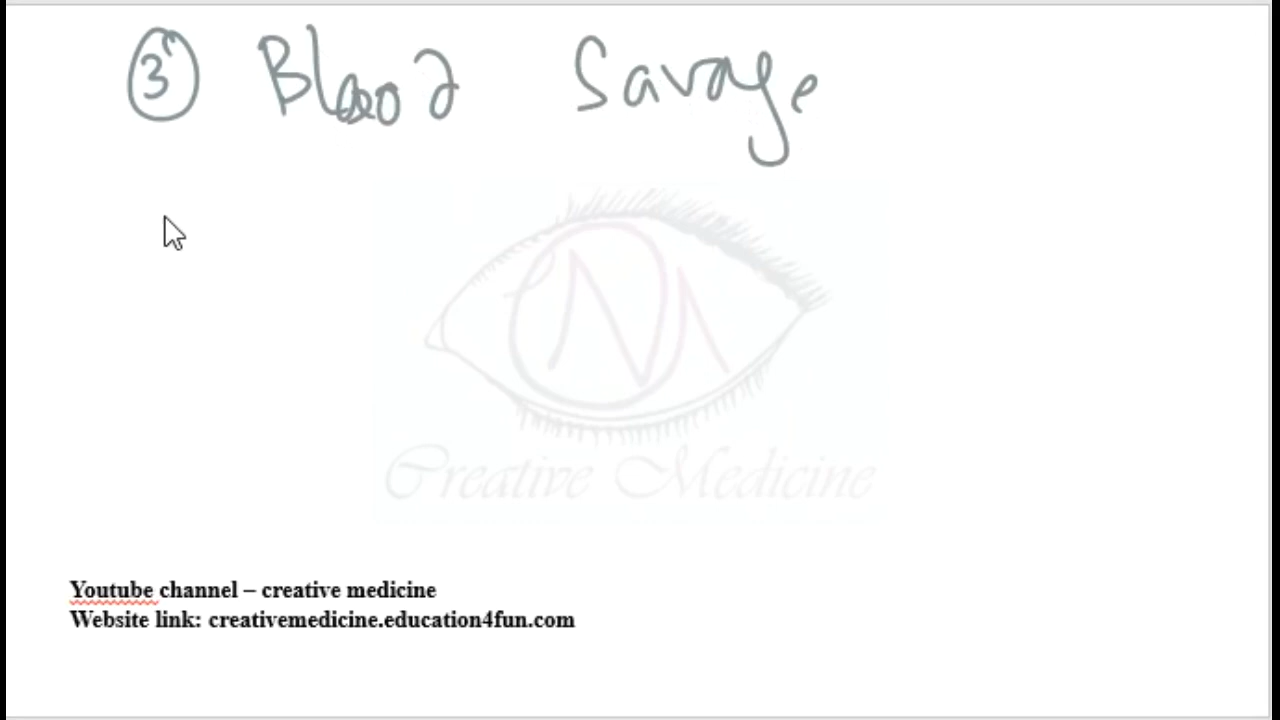 ③ Blood Savage
Creative Medicine
Youtube channel – creative medicine
Website link: creativemedicine.education4fun.com